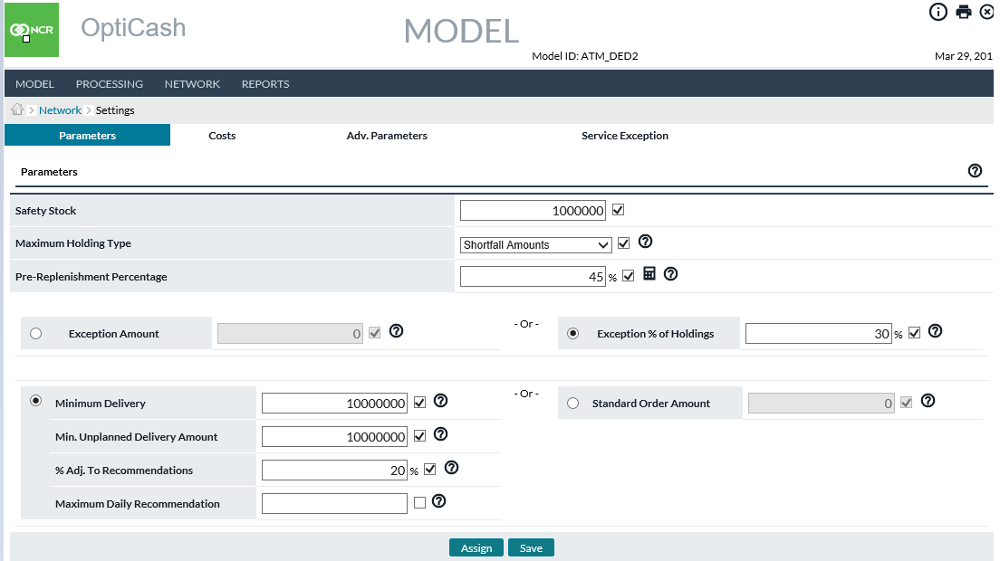 NCR
OptiCash
MODEL
Model ID: ATM_DED2
Mar 29, 201
MODEL PROCESSING NETWORK REPORTS
> Network > Settings
Parameters Costs Adv. Parameters Service Exception
Parameters
Safety Stock 1000000
Maximum Holding Type Shortfall Amounts
Pre-Replenishment Percentage 45 %
Exception Amount 0 - Or - Exception % of Holdings 30 %
Minimum Delivery 10000000 - Or - Standard Order Amount 0
Min. Unplanned Delivery Amount 10000000
% Adj. To Recommendations 20 %
Maximum Daily Recommendation
Assign Save